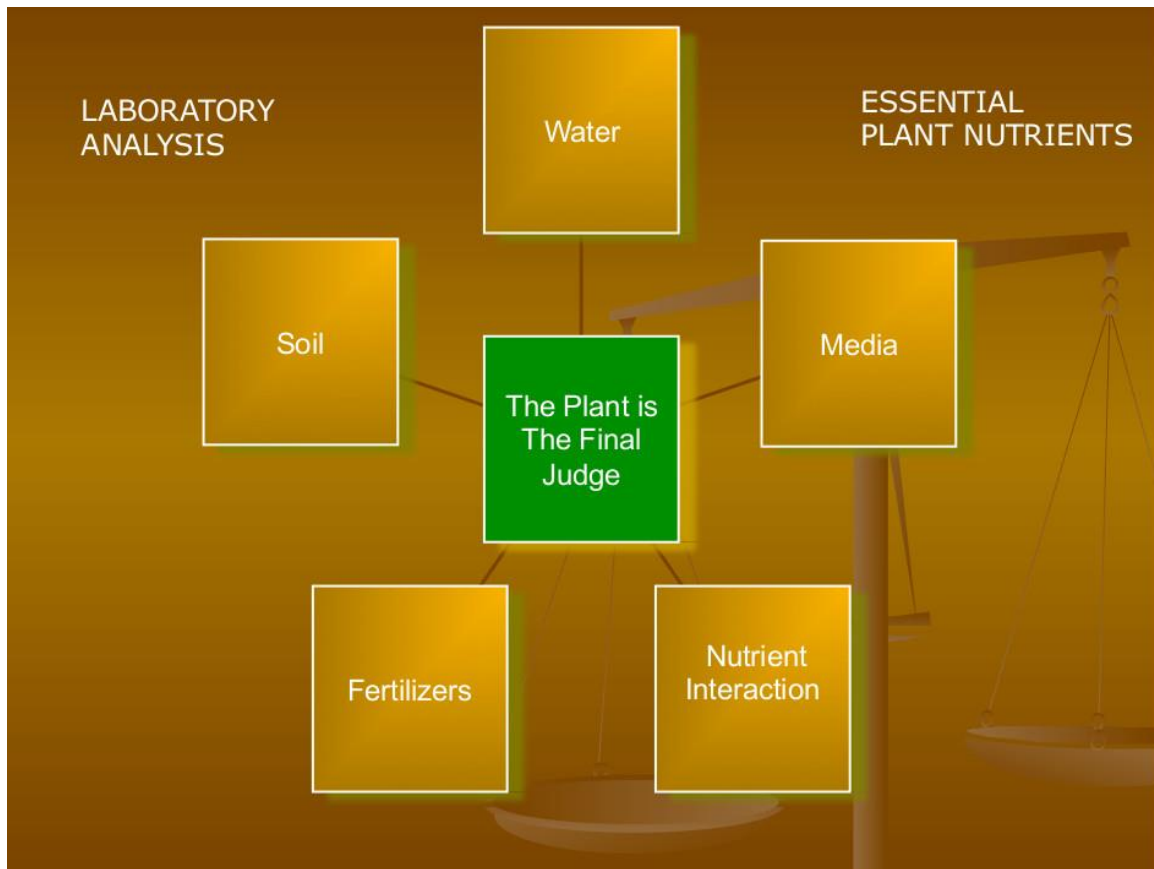 LABORATORY
ANALYSIS
ESSENTIAL
PLANT NUTRIENTS
Water
Soil
Media
The Plant is
The Final
Judge
Fertilizers
Nutrient
Interaction